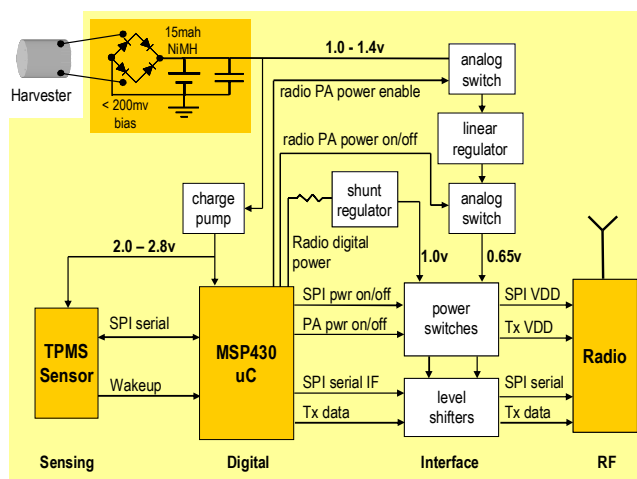 15mah
NiMH
1.0 - 1.4v
analog
switch
Harvester
< 200mv
bias
radio PA power enable
linear
regulator
radio PA power on/off
charge
pump
shunt
regulator
analog
switch
2.0 – 2.8v
Radio digital
power
1.0v
0.65v
TPMS
Sensor
SPI serial
Wakeup
MSP430
uC
SPI pwr on/off
PA pwr on/off
power
switches
SPI VDD
Tx VDD
Radio
SPI serial IF
Tx data
level
shifters
SPI serial
Tx data
Sensing
Digital
Interface
RF